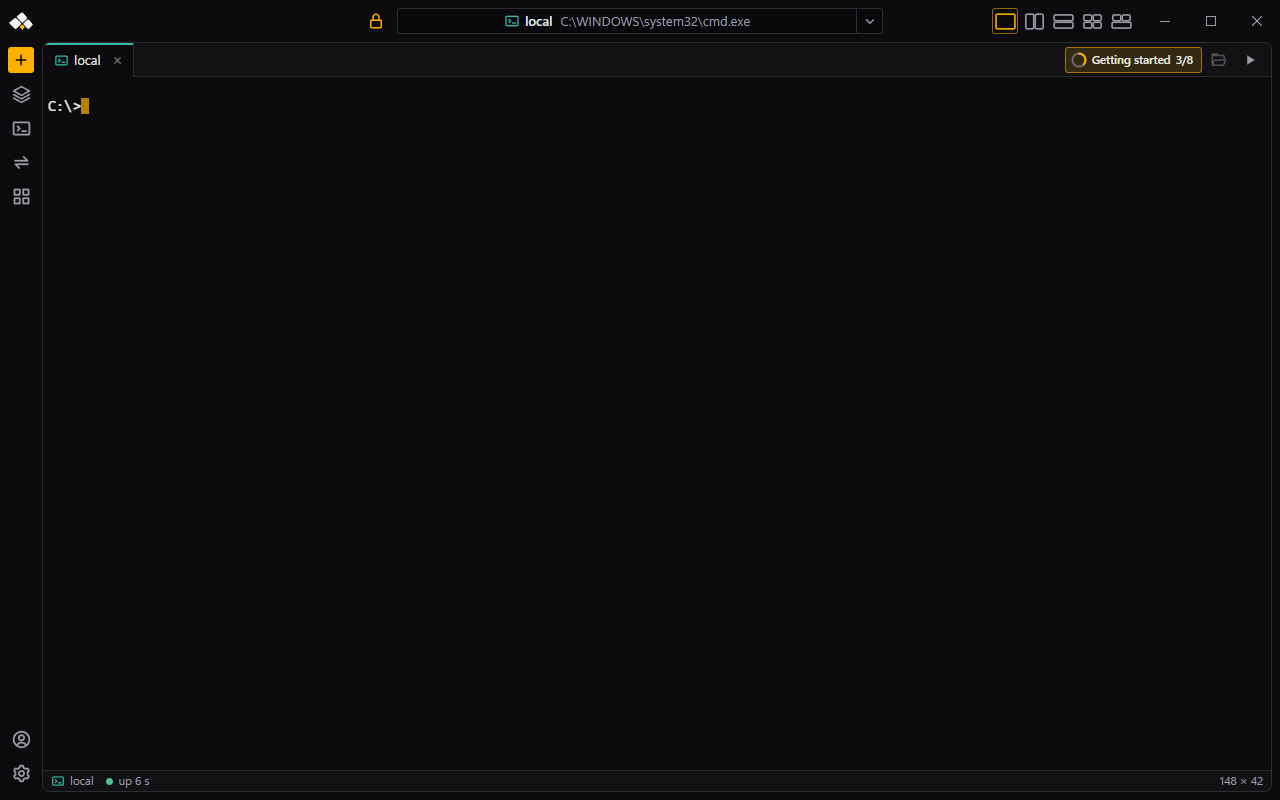 local C:\WINDOWS\system32\cmd.exe
local
Getting started 3/8
C:\>
local up 6 s
148 × 42